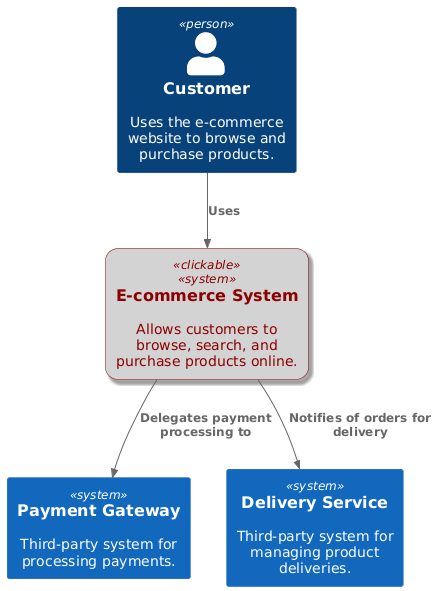 «person»
Customer
Uses the e-commerce
website to browse and
purchase products.
Uses
«clickable»
«system»
E-commerce System
Allows customers to
browse, search, and
purchase products online.
Delegates payment
processing to
Notifies of orders for
delivery
«system»
Payment Gateway
Third-party system for
processing payments.
«system»
Delivery Service
Third-party system for
managing product
deliveries.